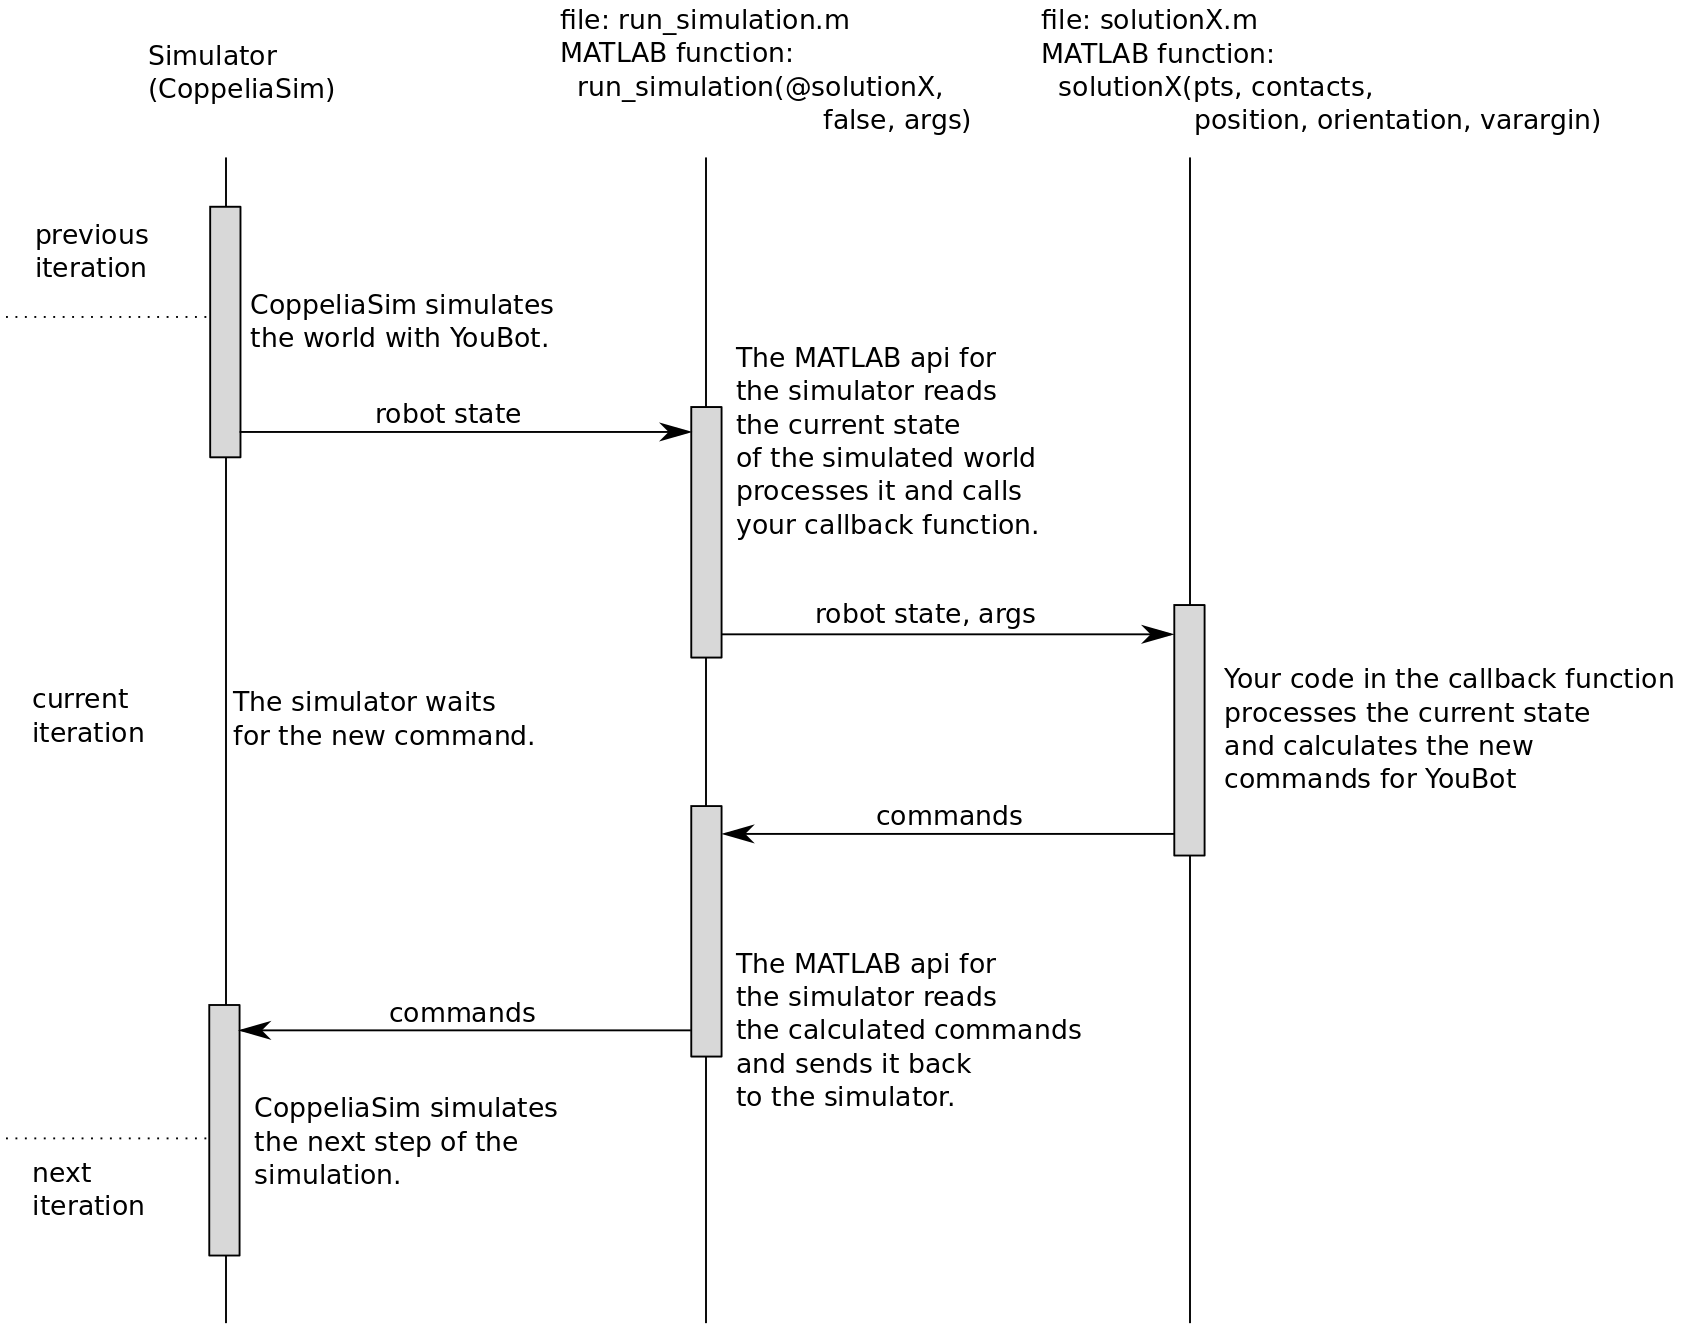 Simulator
(CoppeliaSim)
file: run_simulation.m
MATLAB function:
run_simulation(@solutionX,
false, args)
file: solutionX.m
MATLAB function:
solutionX(pts, contacts,
position, orientation, varargin)
previous
iteration
CoppeliaSim simulates
the world with YouBot.
robot state
The MATLAB api for
the simulator reads
the current state
of the simulated world
processes it and calls
your callback function.
robot state, args
current
iteration
The simulator waits
for the new command.
Your code in the callback function
processes the current state
and calculates the new
commands for YouBot
commands
The MATLAB api for
the simulator reads
the calculated commands
and sends it back
to the simulator.
commands
CoppeliaSim simulates
the next step of the
simulation.
next
iteration